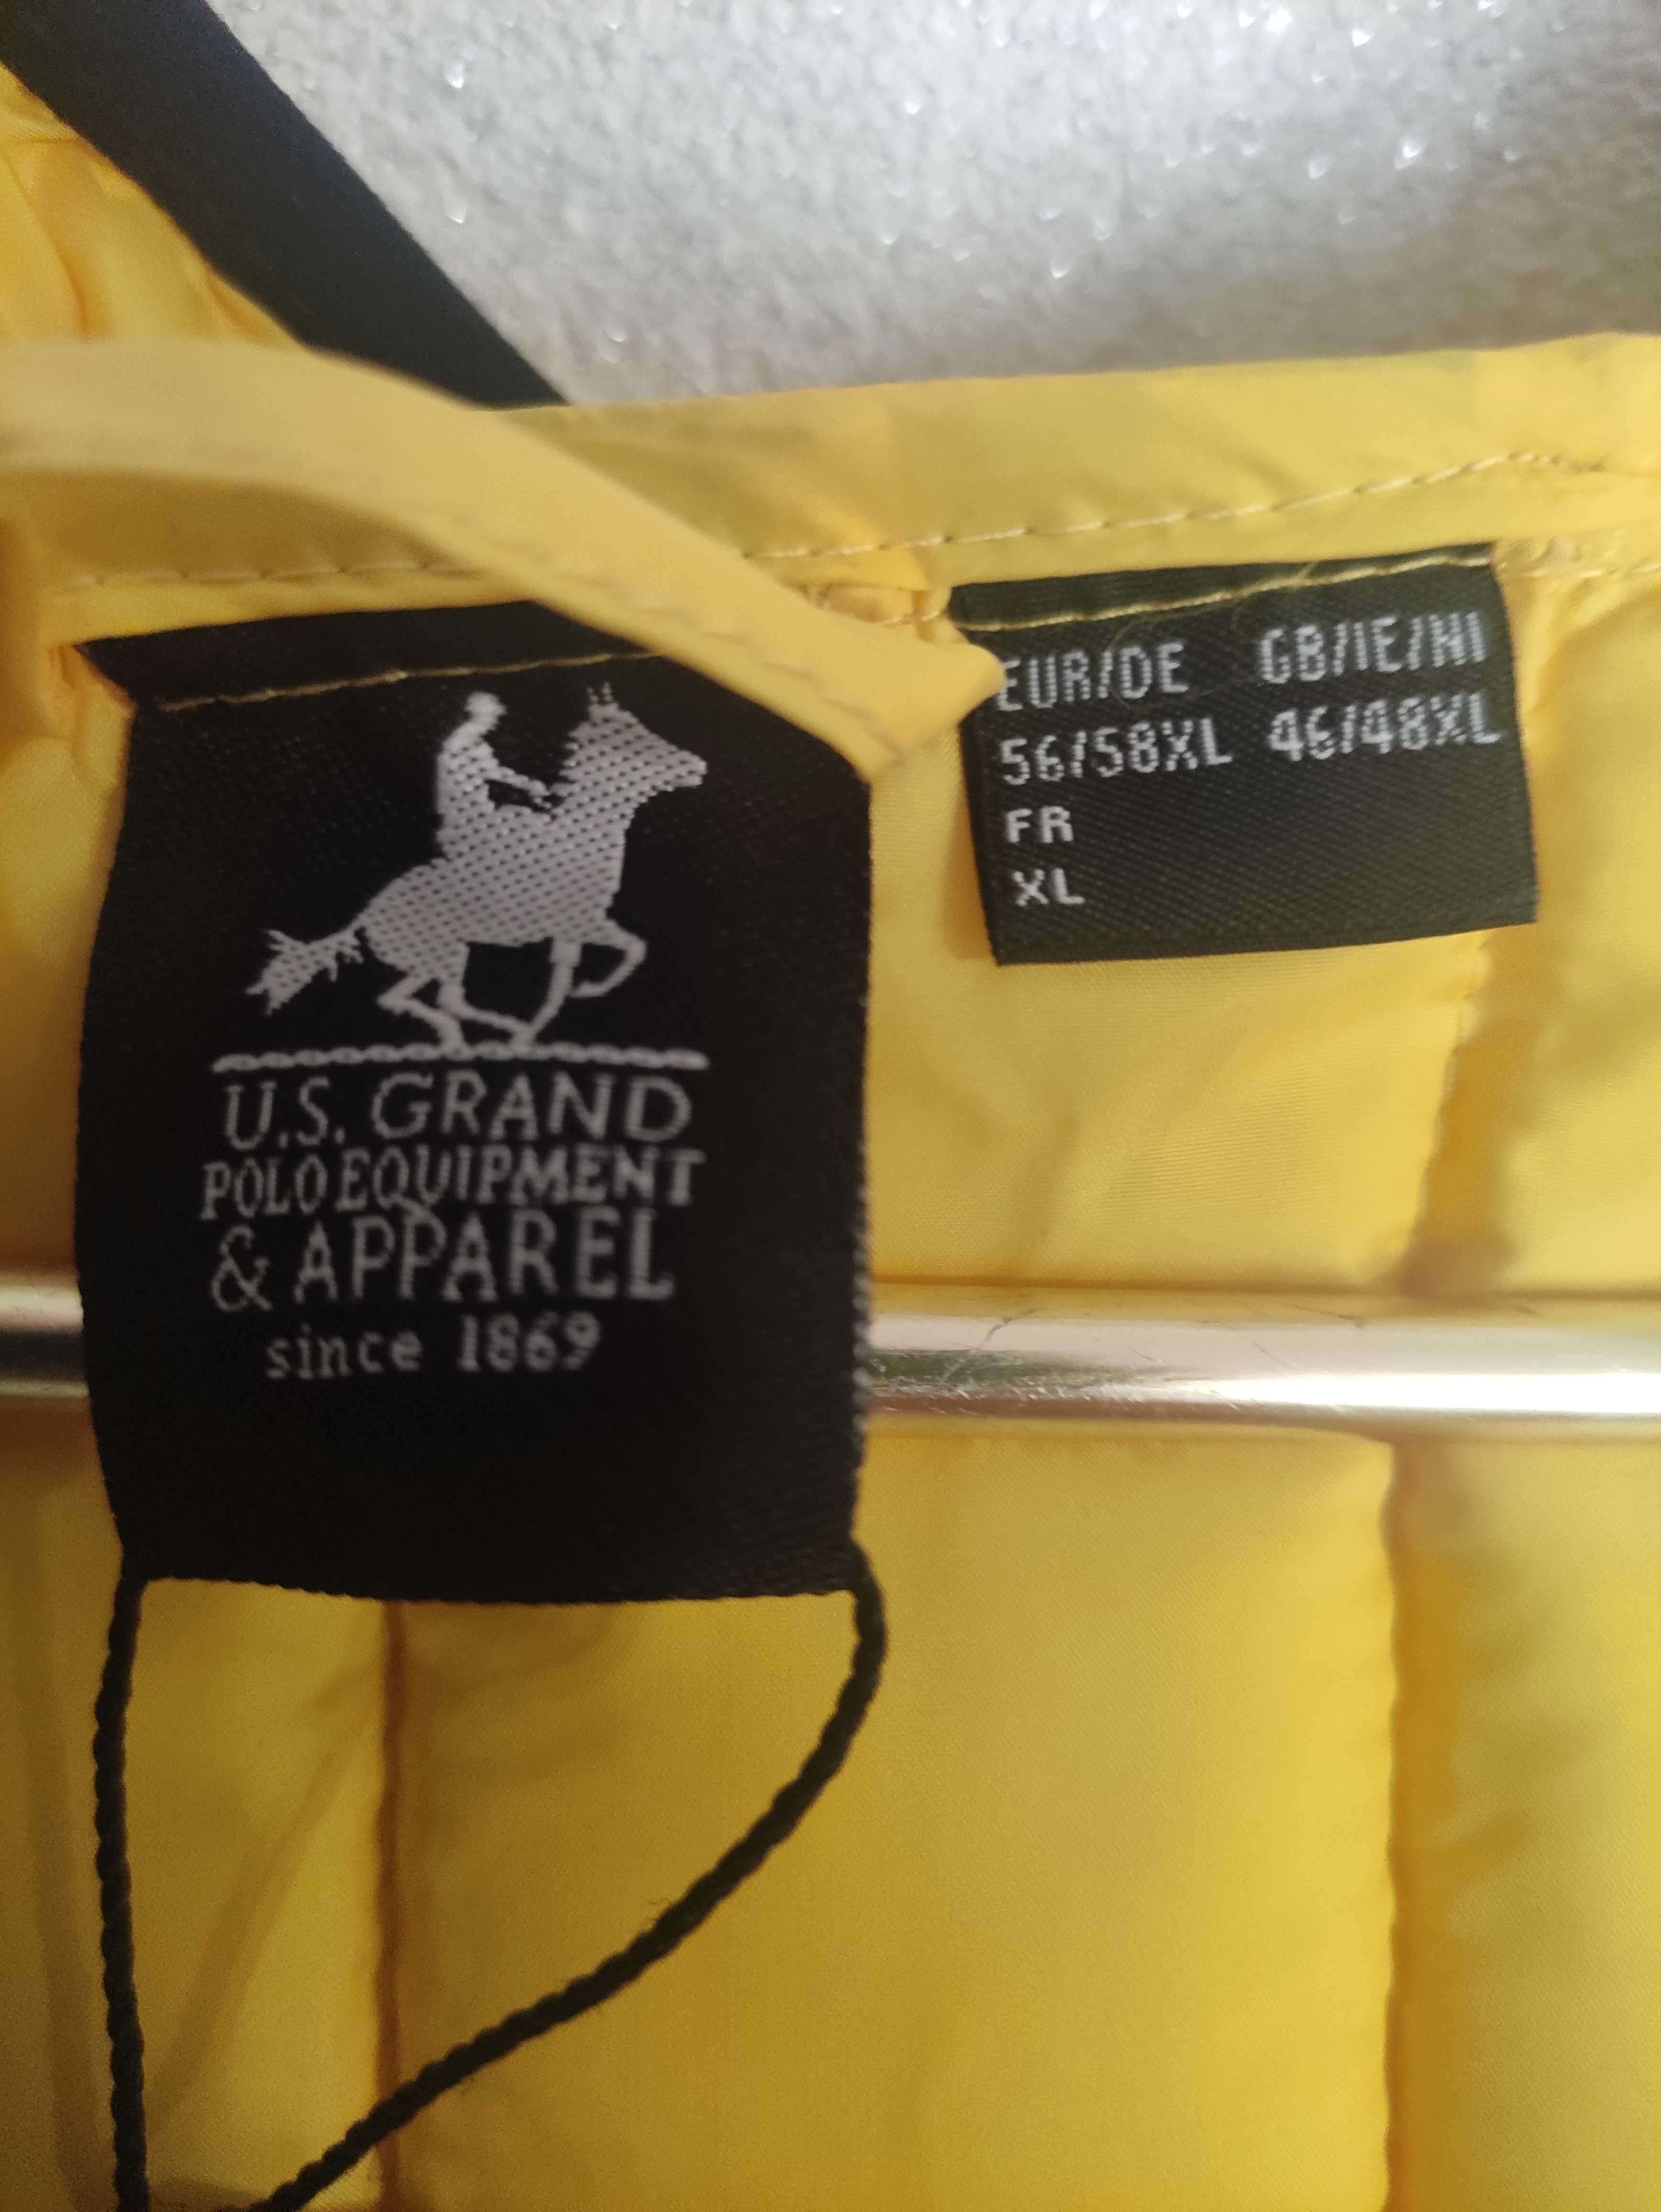 U.S. GRAND
POLO EQUIPMENT
& APPAREL
since 1869
EUR/DE GB/IE/NI
56/58XL 46/48XL
FR
XL